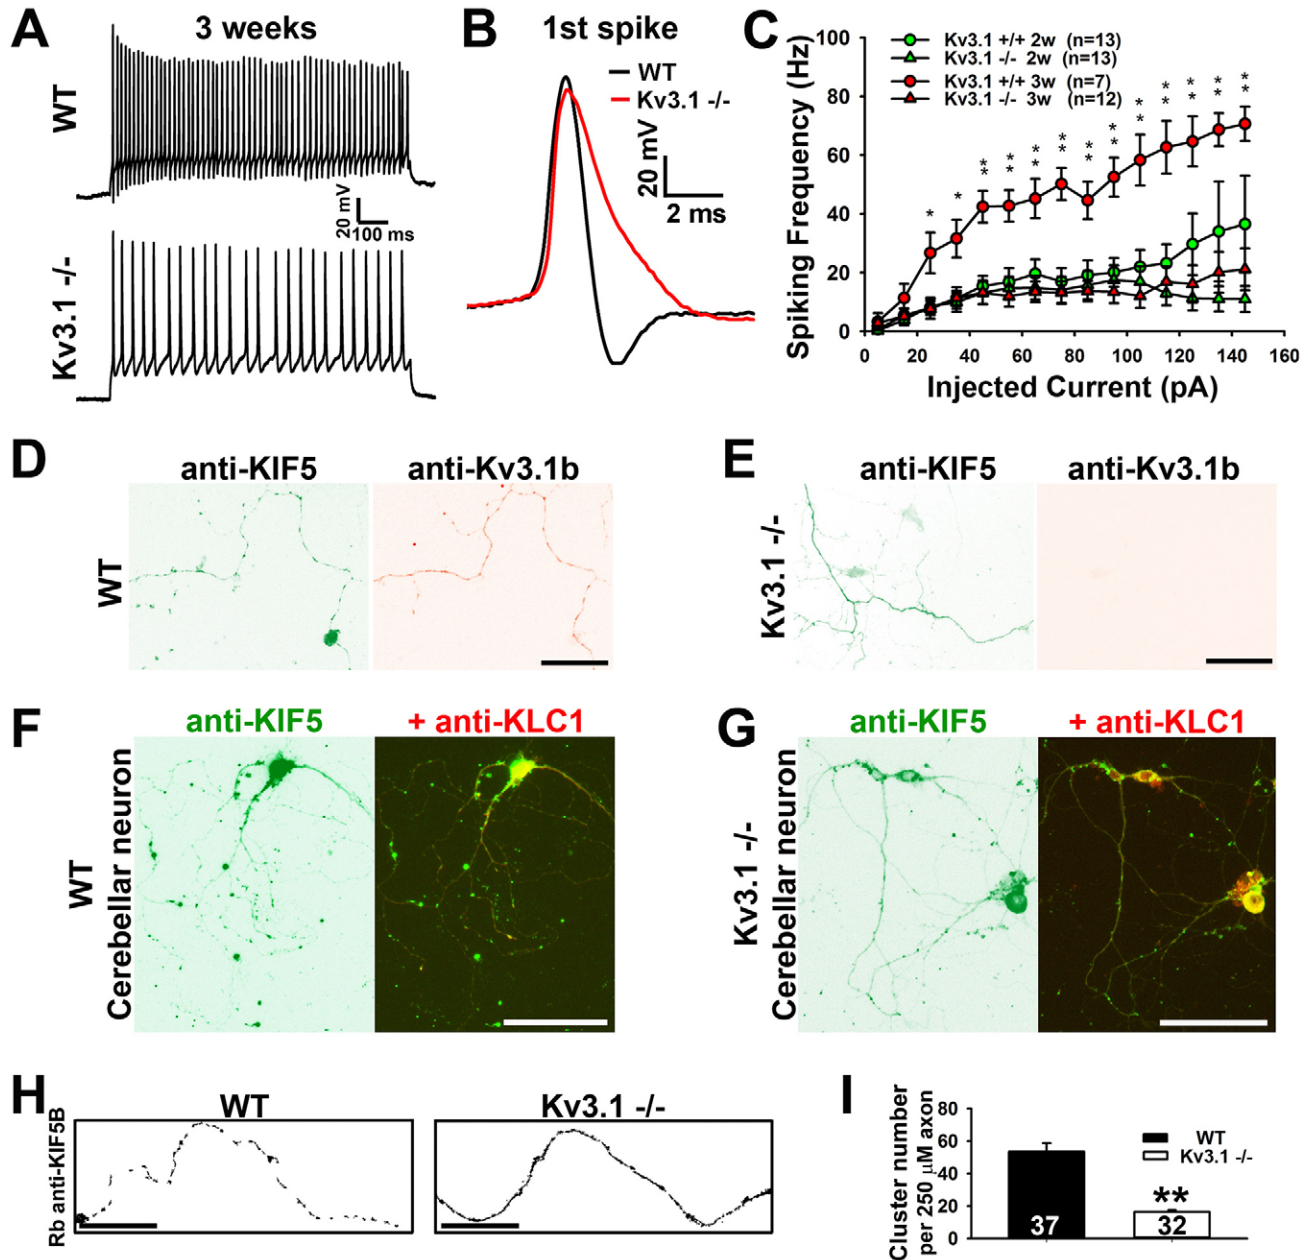 A
3 weeks
WT
20 mV
100 ms
Kv3.1 -/-
B
1st spike
WT
Kv3.1 -/-
20 mV
2 ms
C
Kv3.1 +/+ 2w (n=13)
Kv3.1 -/- 2w (n=13)
Kv3.1 +/+ 3w (n=7)
Kv3.1 -/- 3w (n=12)
Spiking Frequency (Hz)
100
80
60
40
20
0
* * ** ** ** ** ** ** ** ** ** ** **
0 20 40 60 80 100 120 140 160
Injected Current (pA)
D
anti-KIF5 anti-Kv3.1b
WT
E
anti-KIF5 anti-Kv3.1b
Kv3.1 -/-
F
anti-KIF5 + anti-KLC1
WT
Cerebellar neuron
G
anti-KIF5 + anti-KLC1
Kv3.1 -/-
Cerebellar neuron
H
WT
Kv3.1 -/-
Rb anti-KIF5B
I
Cluster number
per 250 µM axon
80
60
40
20
0
WT
Kv3.1 -/-
**
37
32